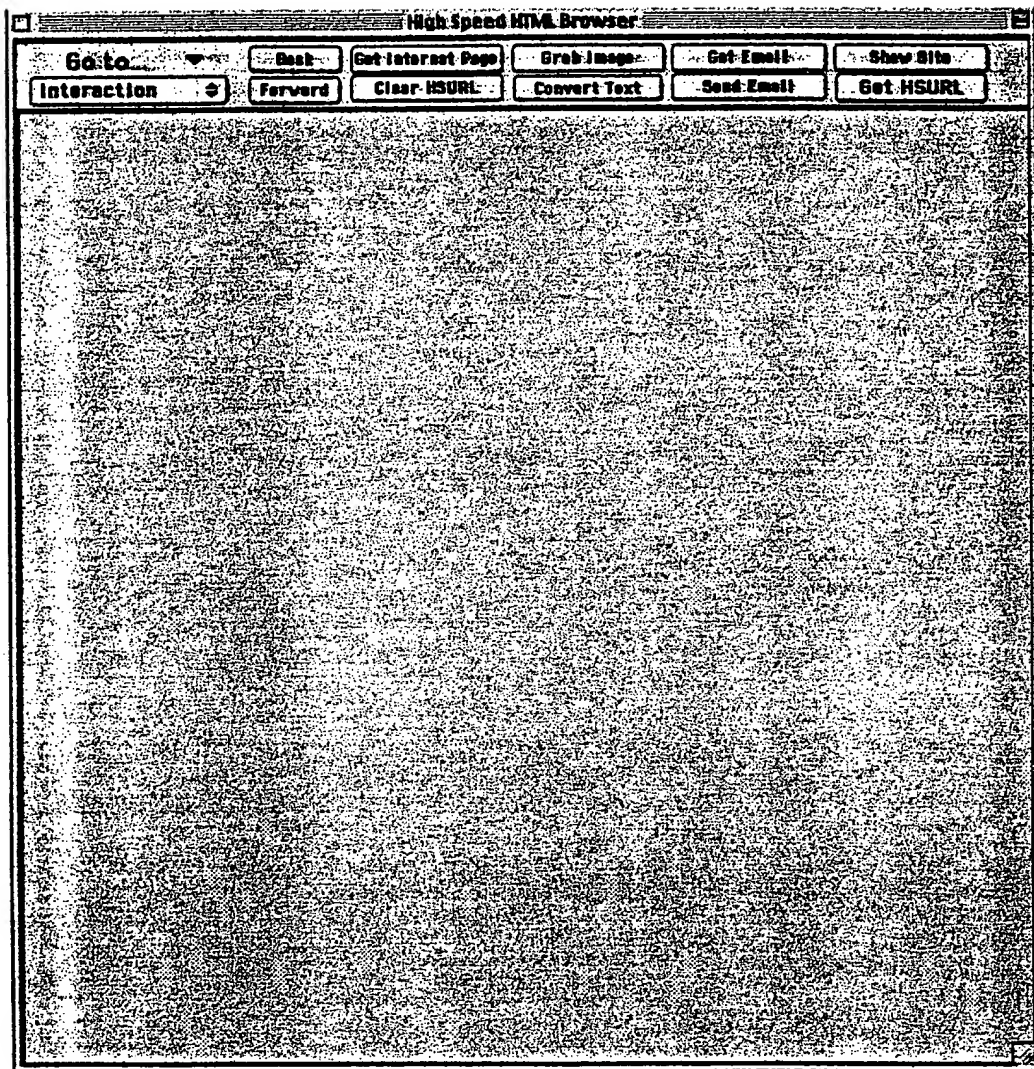 High Speed HTML Browser
Go to... Back Get Internet Page Grab Image Get Email Show Site
Interaction Forward Clear HSURL Convert Text Send Email Get HSURL